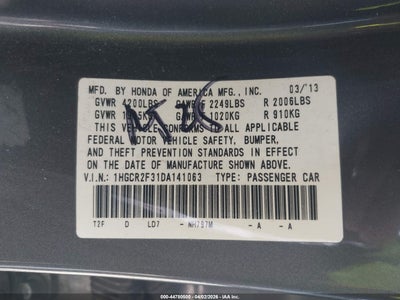 MFD. BY HONDA OF AMERICA MFG., INC. 03/13
GVWR 4200LBS GAWR F 2249LBS R 2006LBS
GVWR 1905KG GAWR F 1020KG R 910KG
THIS VEHICLE CONFORMS TO ALL APPLICABLE
FEDERAL MOTOR VEHICLE SAFETY, BUMPER,
AND THEFT PREVENTION STANDARDS IN EFFECT
ON THE DATE OF MANUFACTURE SHOWN ABOVE.
V.I.N: 1HGCR2F31DA141063 TYPE: PASSENGER CAR
T2F D LD7 - NH737M - A - A
000-44780500 - 04/02/2026 - IAA Inc.